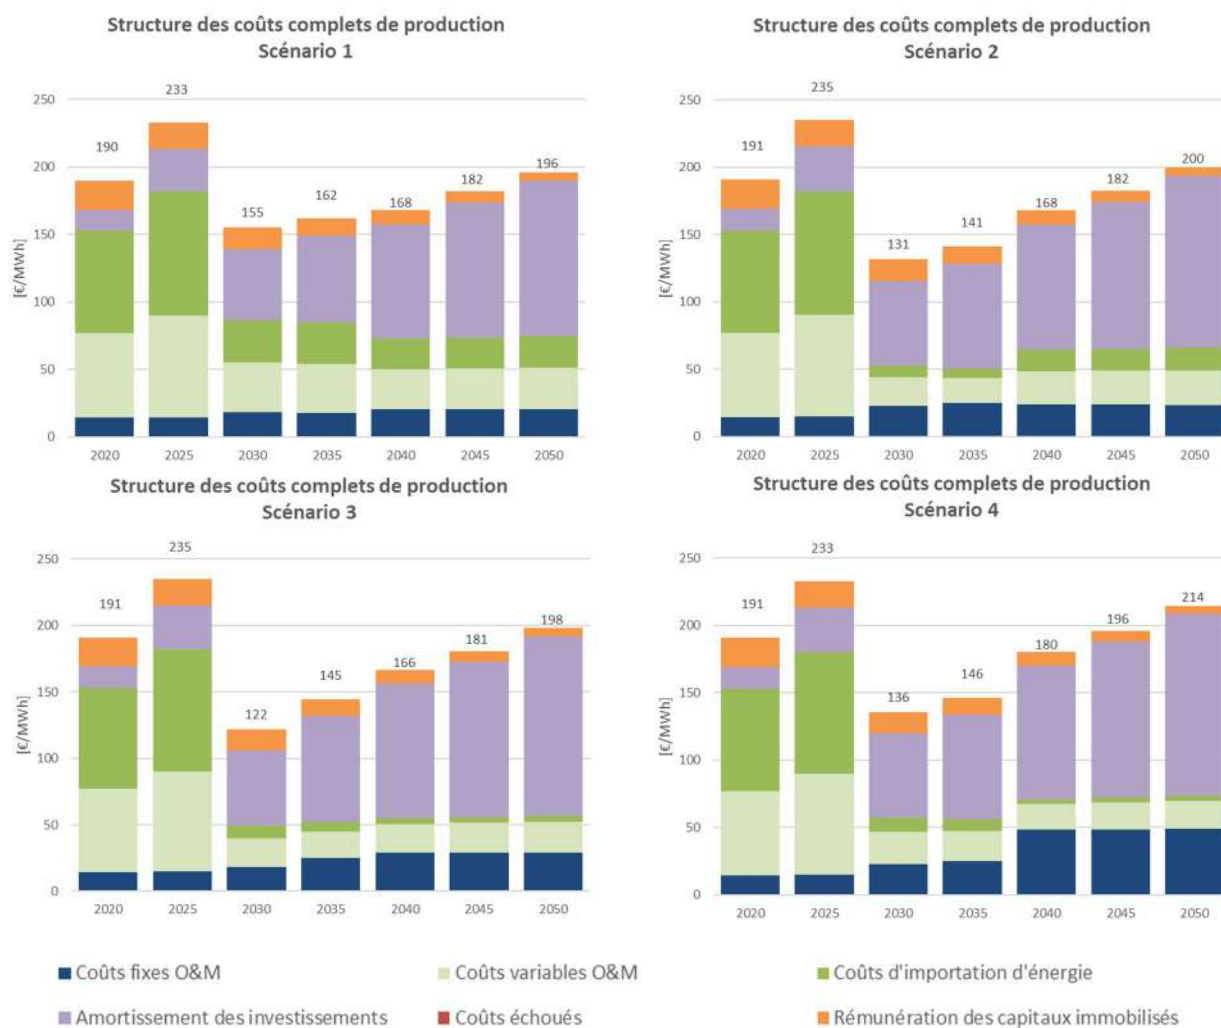 Structure des coûts complets de production
Scénario 1
233
250
190
196
200
182
168
162
155
150
[€/MWh]
100
50
0
2020 2025 2030 2035 2040 2045 2050
Structure des coûts complets de production
Scénario 2
235
250
191
200
200
182
168
141
131
150
[€/MWh]
100
50
0
2020 2025 2030 2035 2040 2045 2050
Structure des coûts complets de production
Scénario 3
235
250
191
198
200
181
166
145
122
150
[€/MWh]
100
50
0
2020 2025 2030 2035 2040 2045 2050
Structure des coûts complets de production
Scénario 4
233
250
191
214
200
196
180
146
136
150
[€/MWh]
100
50
0
2020 2025 2030 2035 2040 2045 2050
Coûts fixes O&M
Coûts variables O&M
Coûts d'importation d'énergie
Amortissement des investissements
Coûts échoués
Rémunération des capitaux immobilisés